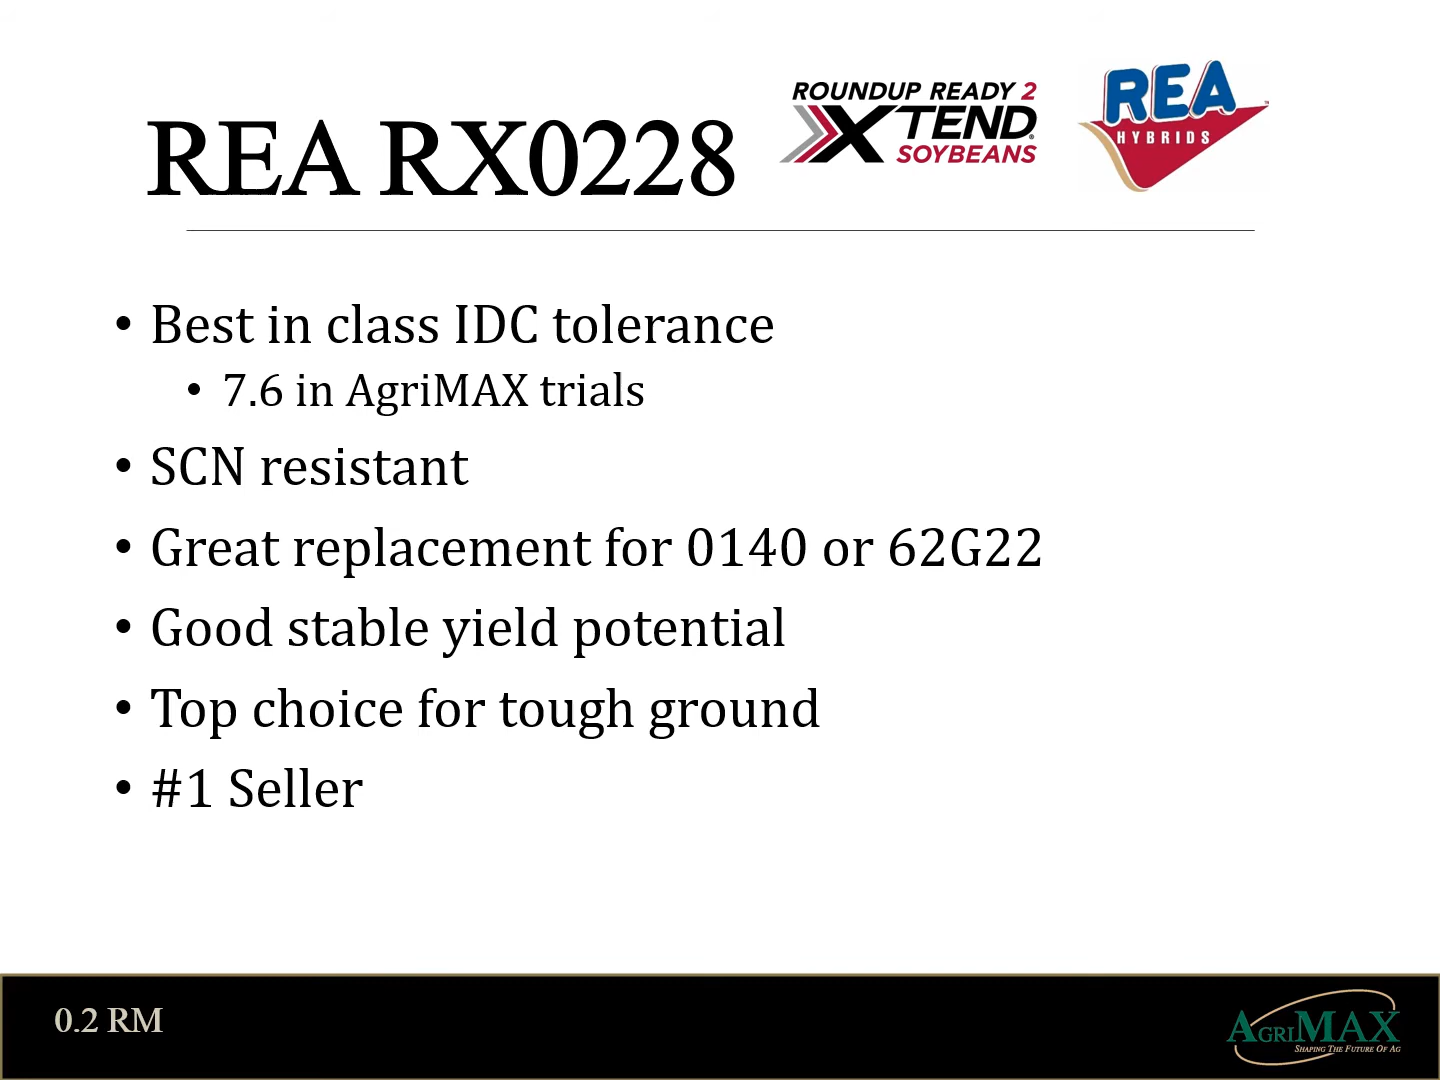 REA RX0228
ROUNDUP READY 2
XTEND
SOYBEANS
REA
HYBRIDS
• Best in class IDC tolerance
• 7.6 in AgriMAX trials
• SCN resistant
• Great replacement for 0140 or 62G22
• Good stable yield potential
• Top choice for tough ground
• #1 Seller
0.2 RM
AGRIMAX
SHAPING THE FUTURE OF AG